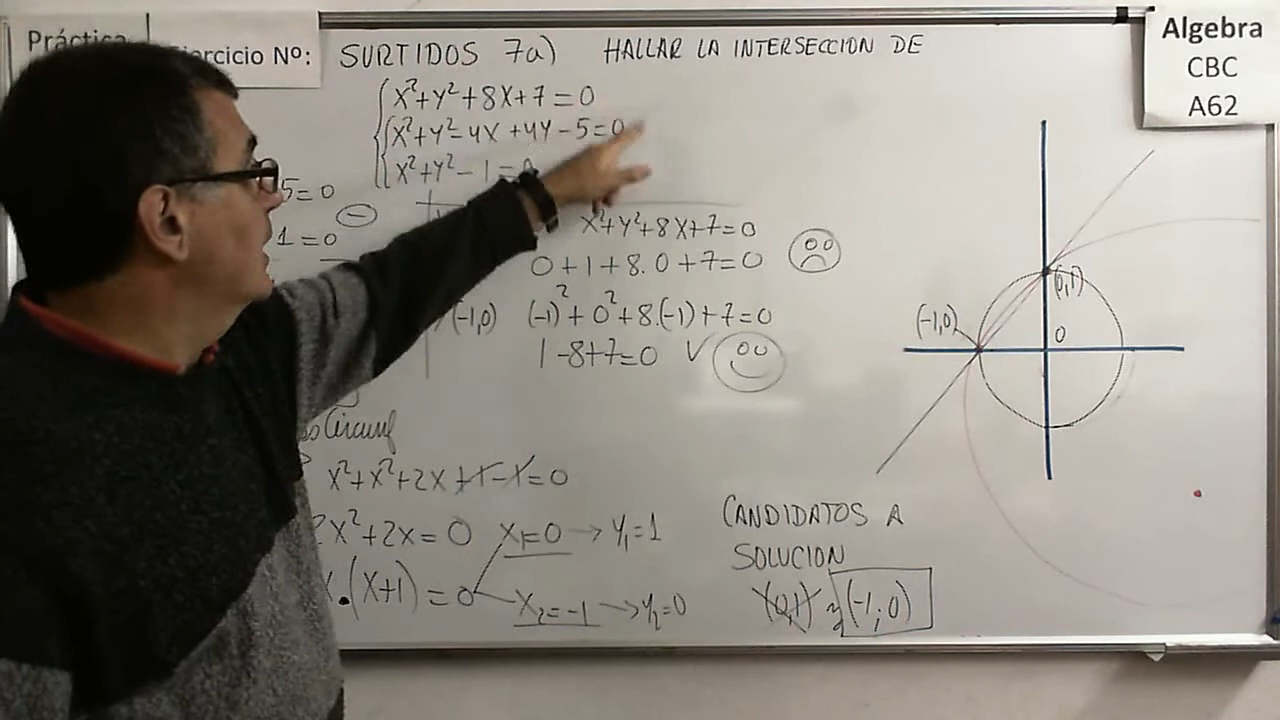 Práctica
Ejercicio Nº: SURTIDOS 7a) HALLAR LA INTERSECCION DE
Algebra
CBC
A62
x²+y²+8x+7=0
x²+y²-4x+4y-5=0
x²+y²-1=0
5=0
1=0
x²+y²+8x+7=0
0+1+8.0+7=0
(-1,0) (-1)²+0²+8.(-1)+7=0
1-8+7=0 V
x²+x²+2x+1-1=0
2x²+2x=0 x₁=0 → y₁=1
x.(x+1)=0 x₂=-1 → y₂=0
CANDIDATOS A
SOLUCION
(0,1) y (-1;0)
(0,1)
(-1,0)
0